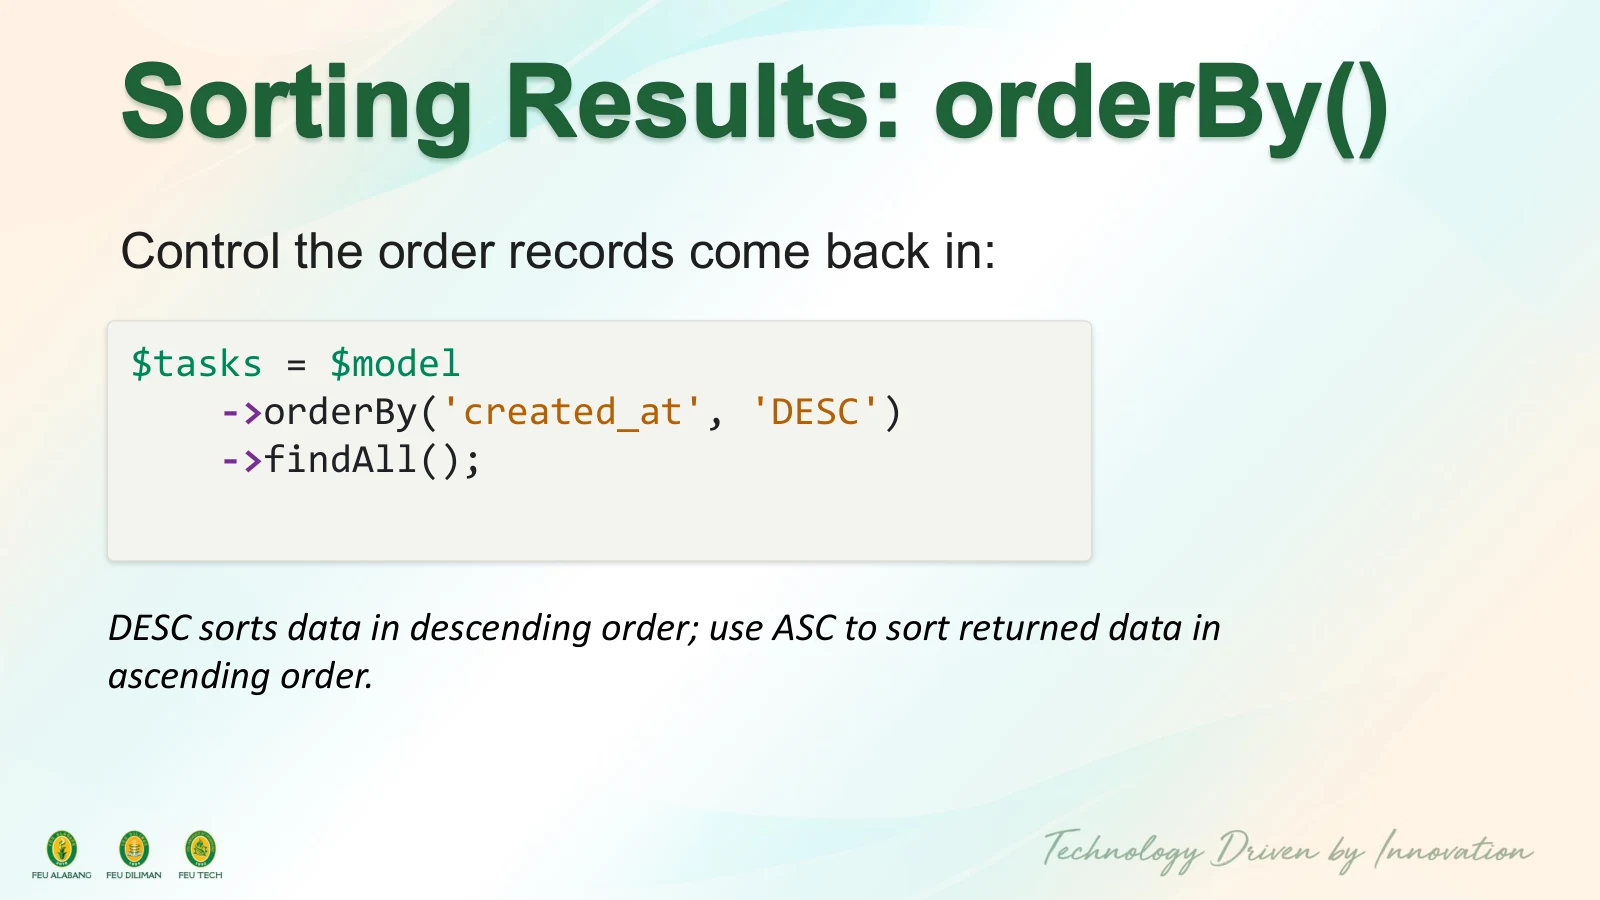 Sorting Results: orderBy()
Control the order records come back in:
$tasks = $model
    ->orderBy('created_at', 'DESC')
    ->findAll();
DESC sorts data in descending order; use ASC to sort returned data in
ascending order.
FEU ALABANG FEU DILIMAN FEU TECH
Technology Driven by Innovation